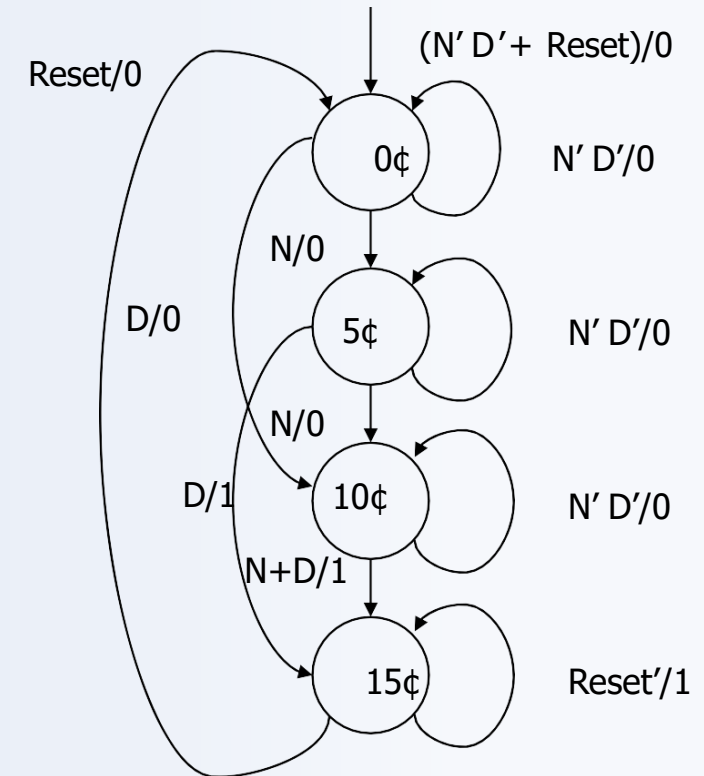 (N’ D’+ Reset)/0
Reset/0
0¢
N’ D’/0
N/0
D/0
5¢
N’ D’/0
N/0
D/1
10¢
N’ D’/0
N+D/1
15¢
Reset’/1